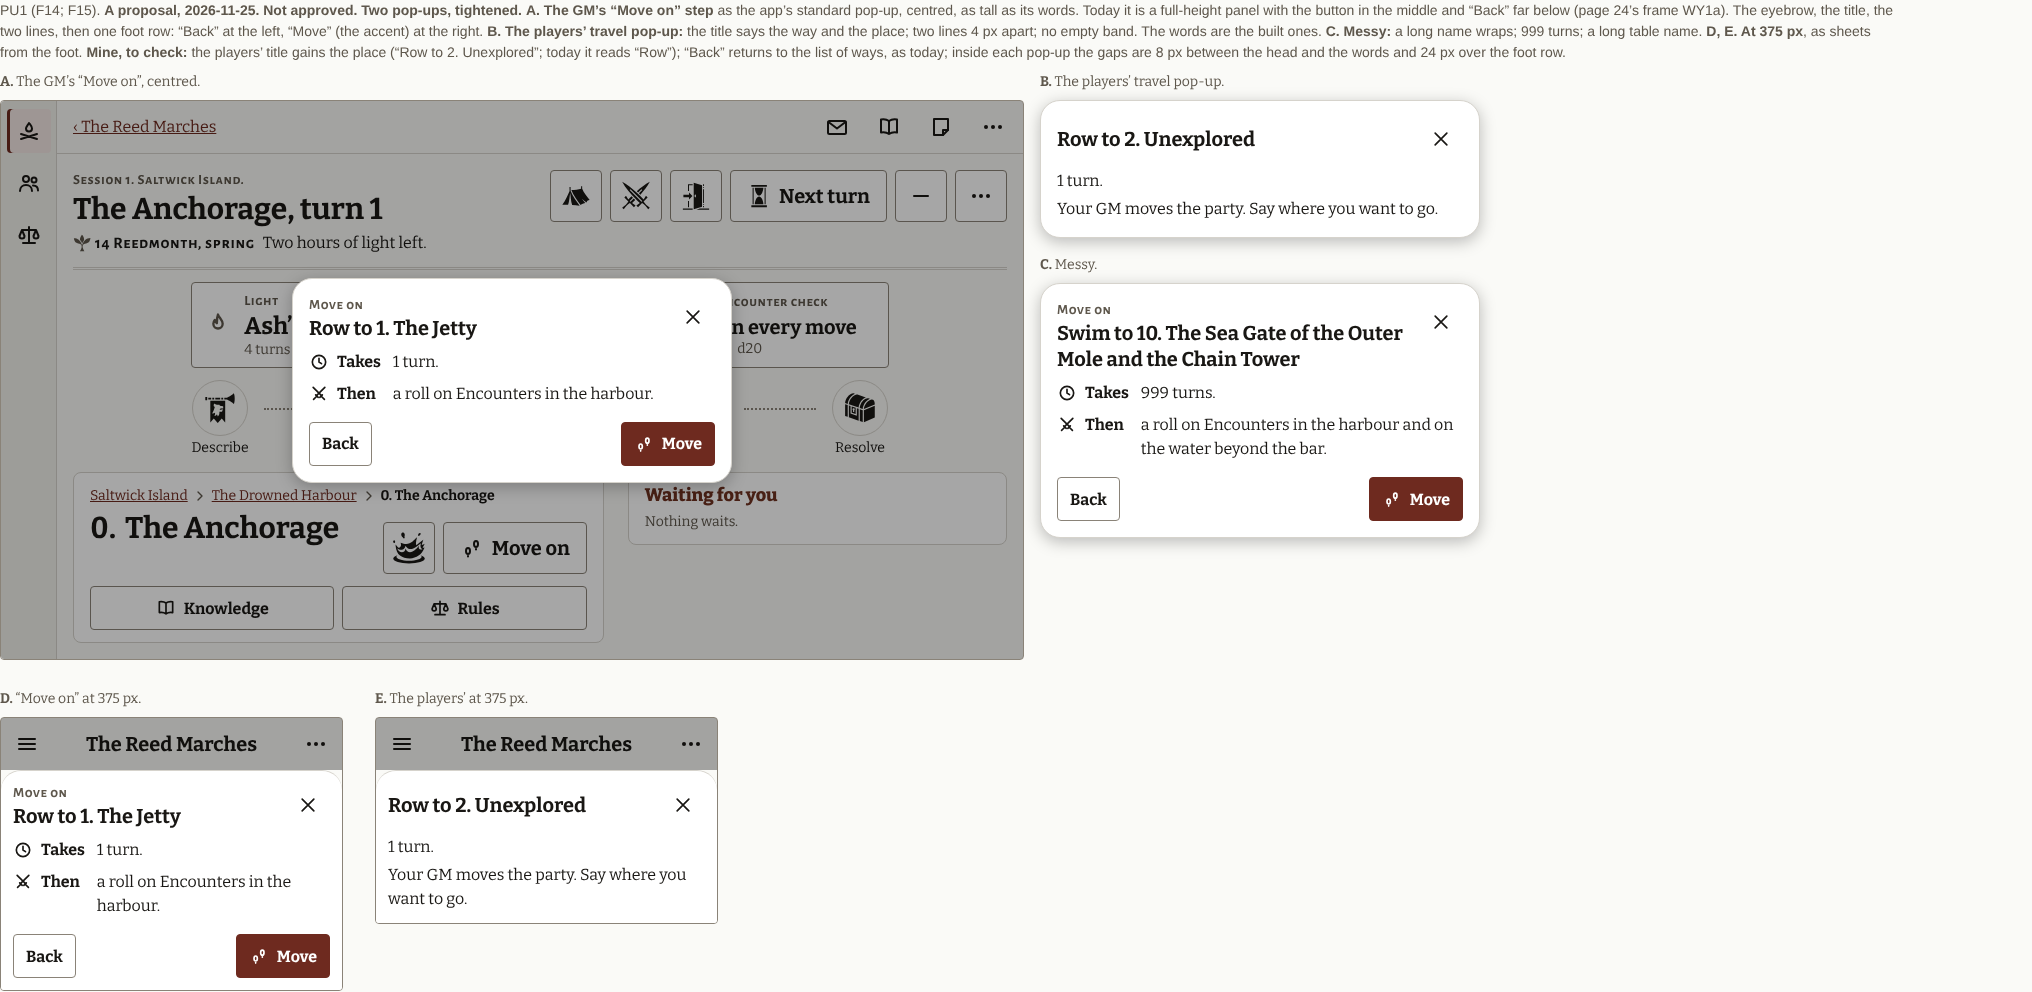 PU1 (F14; F15). A proposal, 2026-11-25. Not approved. Two pop-ups, tightened. A. The GM’s “Move on” step as the app’s standard pop-up, centred, as tall as its words. Today it is a full-height panel with the button in the middle and “Back” far below (page 24’s frame WY1a). The eyebrow, the title, the
two lines, then one foot row: “Back” at the left, “Move” (the accent) at the right. B. The players’ travel pop-up: the title says the way and the place; two lines 4 px apart; no empty band. The words are the built ones. C. Messy: a long name wraps; 999 turns; a long table name. D, E. At 375 px, as sheets
from the foot. Mine, to check: the players’ title gains the place (“Row to 2. Unexplored”; today it reads “Row”); “Back” returns to the list of ways, as today; inside each pop-up the gaps are 8 px between the head and the words and 24 px over the foot row.
A. The GM’s “Move on”, centred.
‹ The Reed Marches
Session 1. Saltwick Island.
The Anchorage, turn 1
Next turn
14 Reedmonth, spring Two hours of light left.
Light
Ash’
4 turns
counter check
n every move
d20
Move on
Row to 1. The Jetty
Takes 1 turn.
Then a roll on Encounters in the harbour.
Back
Move
Describe
Resolve
Saltwick Island > The Drowned Harbour > 0. The Anchorage
0. The Anchorage
Move on
Knowledge
Rules
Waiting for you
Nothing waits.
B. The players’ travel pop-up.
Row to 2. Unexplored
1 turn.
Your GM moves the party. Say where you want to go.
C. Messy.
Move on
Swim to 10. The Sea Gate of the Outer
Mole and the Chain Tower
Takes 999 turns.
Then a roll on Encounters in the harbour and on
the water beyond the bar.
Back
Move
D. “Move on” at 375 px.
The Reed Marches
Move on
Row to 1. The Jetty
Takes 1 turn.
Then a roll on Encounters in the
harbour.
Back
Move
E. The players’ at 375 px.
The Reed Marches
Row to 2. Unexplored
1 turn.
Your GM moves the party. Say where you
want to go.